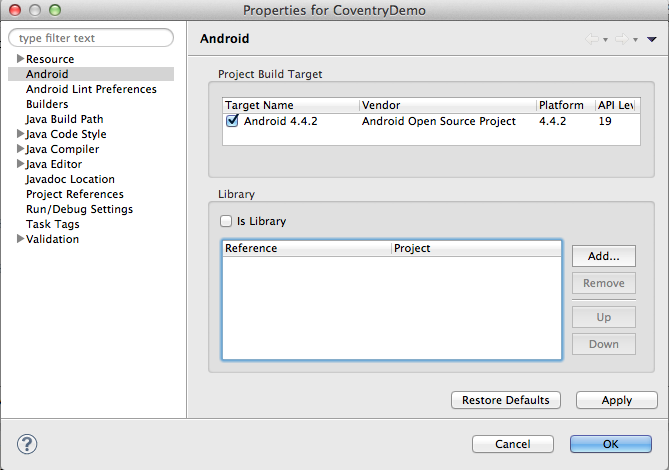 Properties for CoventryDemo
type filter text
Resource
Android
Android Lint Preferences
Builders
Java Build Path
Java Code Style
Java Compiler
Java Editor
Javadoc Location
Project References
Run/Debug Settings
Task Tags
Validation
Android
Project Build Target
Target Name Vendor Platform API Lev
Android 4.4.2 Android Open Source Project 4.4.2 19
Library
Is Library
Reference Project
Add...
Remove
Up
Down
Restore Defaults Apply
? Cancel OK